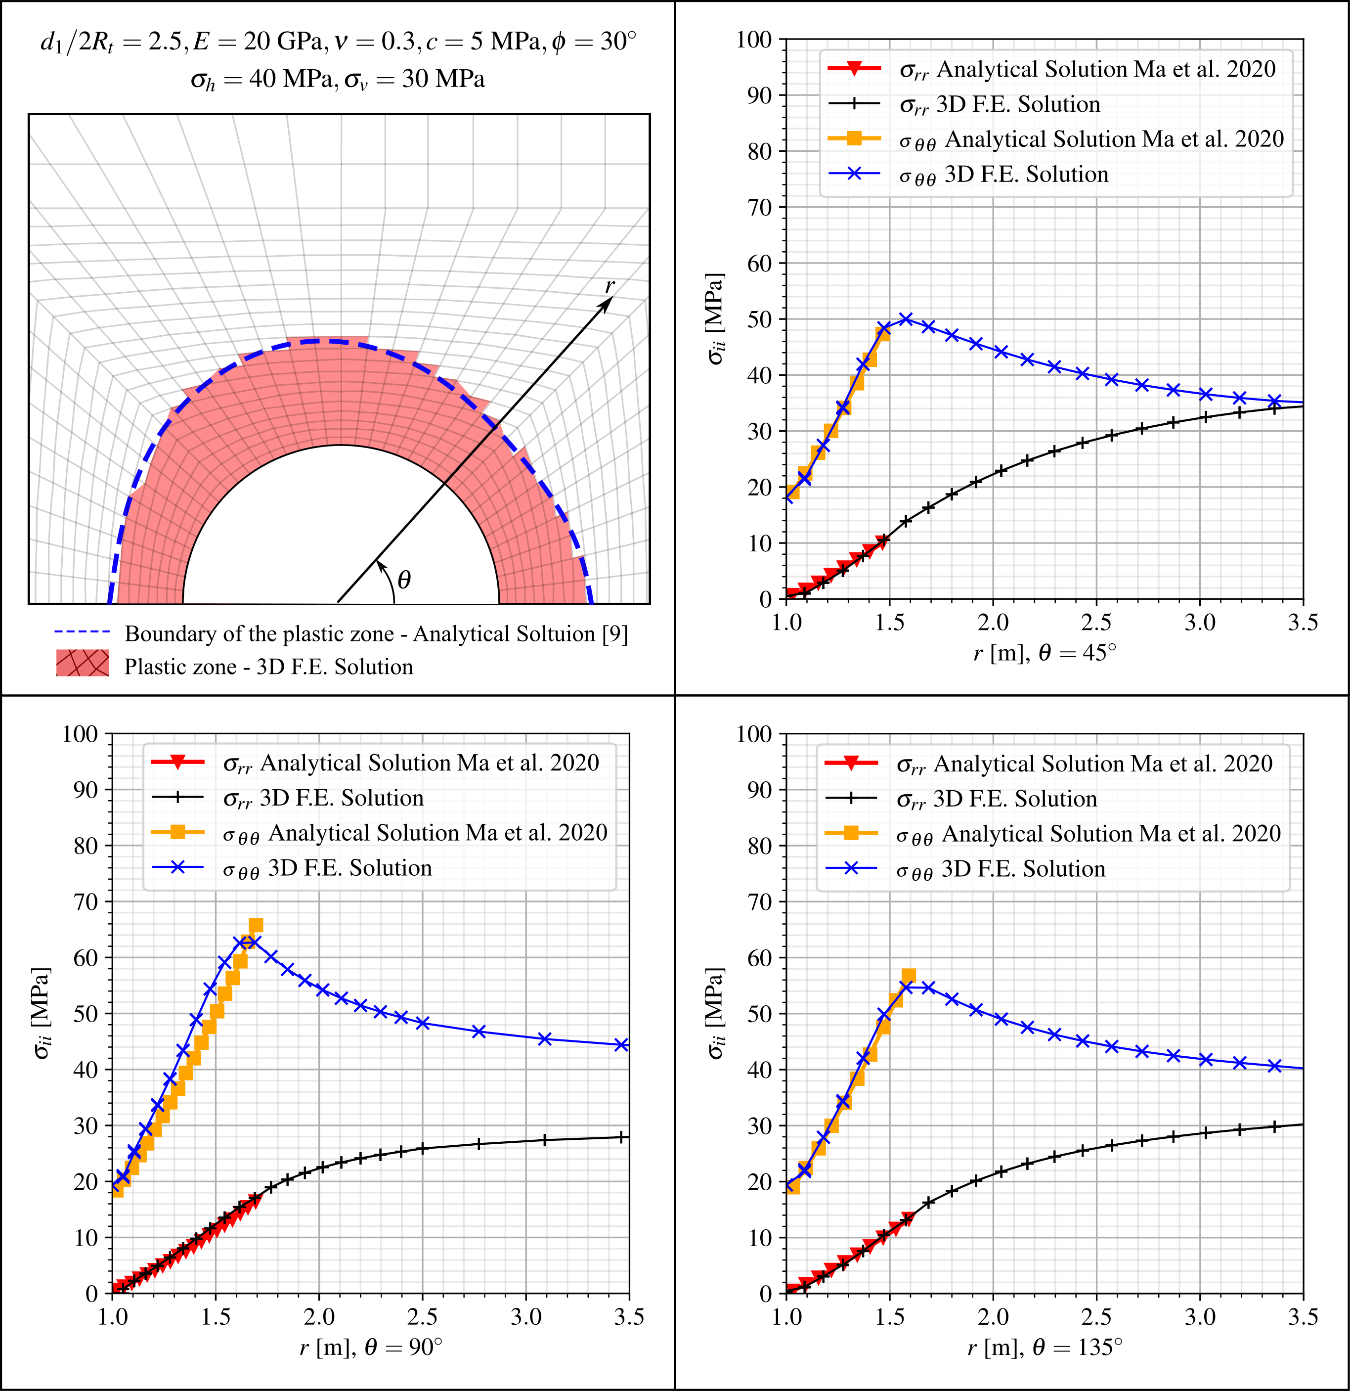 d₁/2Rₜ = 2.5, E = 20 GPa, ν = 0.3, c = 5 MPa, ϕ = 30°
σₕ = 40 MPa, σᵥ = 30 MPa
r
θ
Boundary of the plastic zone - Analytical Soltuion [9]
Plastic zone - 3D F.E. Solution
100
90
80
70
60
50
40
30
20
10
0
σᵢᵢ [MPa]
σrr Analytical Solution Ma et al. 2020
σrr 3D F.E. Solution
σθθ Analytical Solution Ma et al. 2020
σθθ 3D F.E. Solution
1.0 1.5 2.0 2.5 3.0 3.5
r [m], θ = 45°
100
90
80
70
60
50
40
30
20
10
0
σᵢᵢ [MPa]
σrr Analytical Solution Ma et al. 2020
σrr 3D F.E. Solution
σθθ Analytical Solution Ma et al. 2020
σθθ 3D F.E. Solution
1.0 1.5 2.0 2.5 3.0 3.5
r [m], θ = 90°
100
90
80
70
60
50
40
30
20
10
0
σᵢᵢ [MPa]
σrr Analytical Solution Ma et al. 2020
σrr 3D F.E. Solution
σθθ Analytical Solution Ma et al. 2020
σθθ 3D F.E. Solution
1.0 1.5 2.0 2.5 3.0 3.5
r [m], θ = 135°